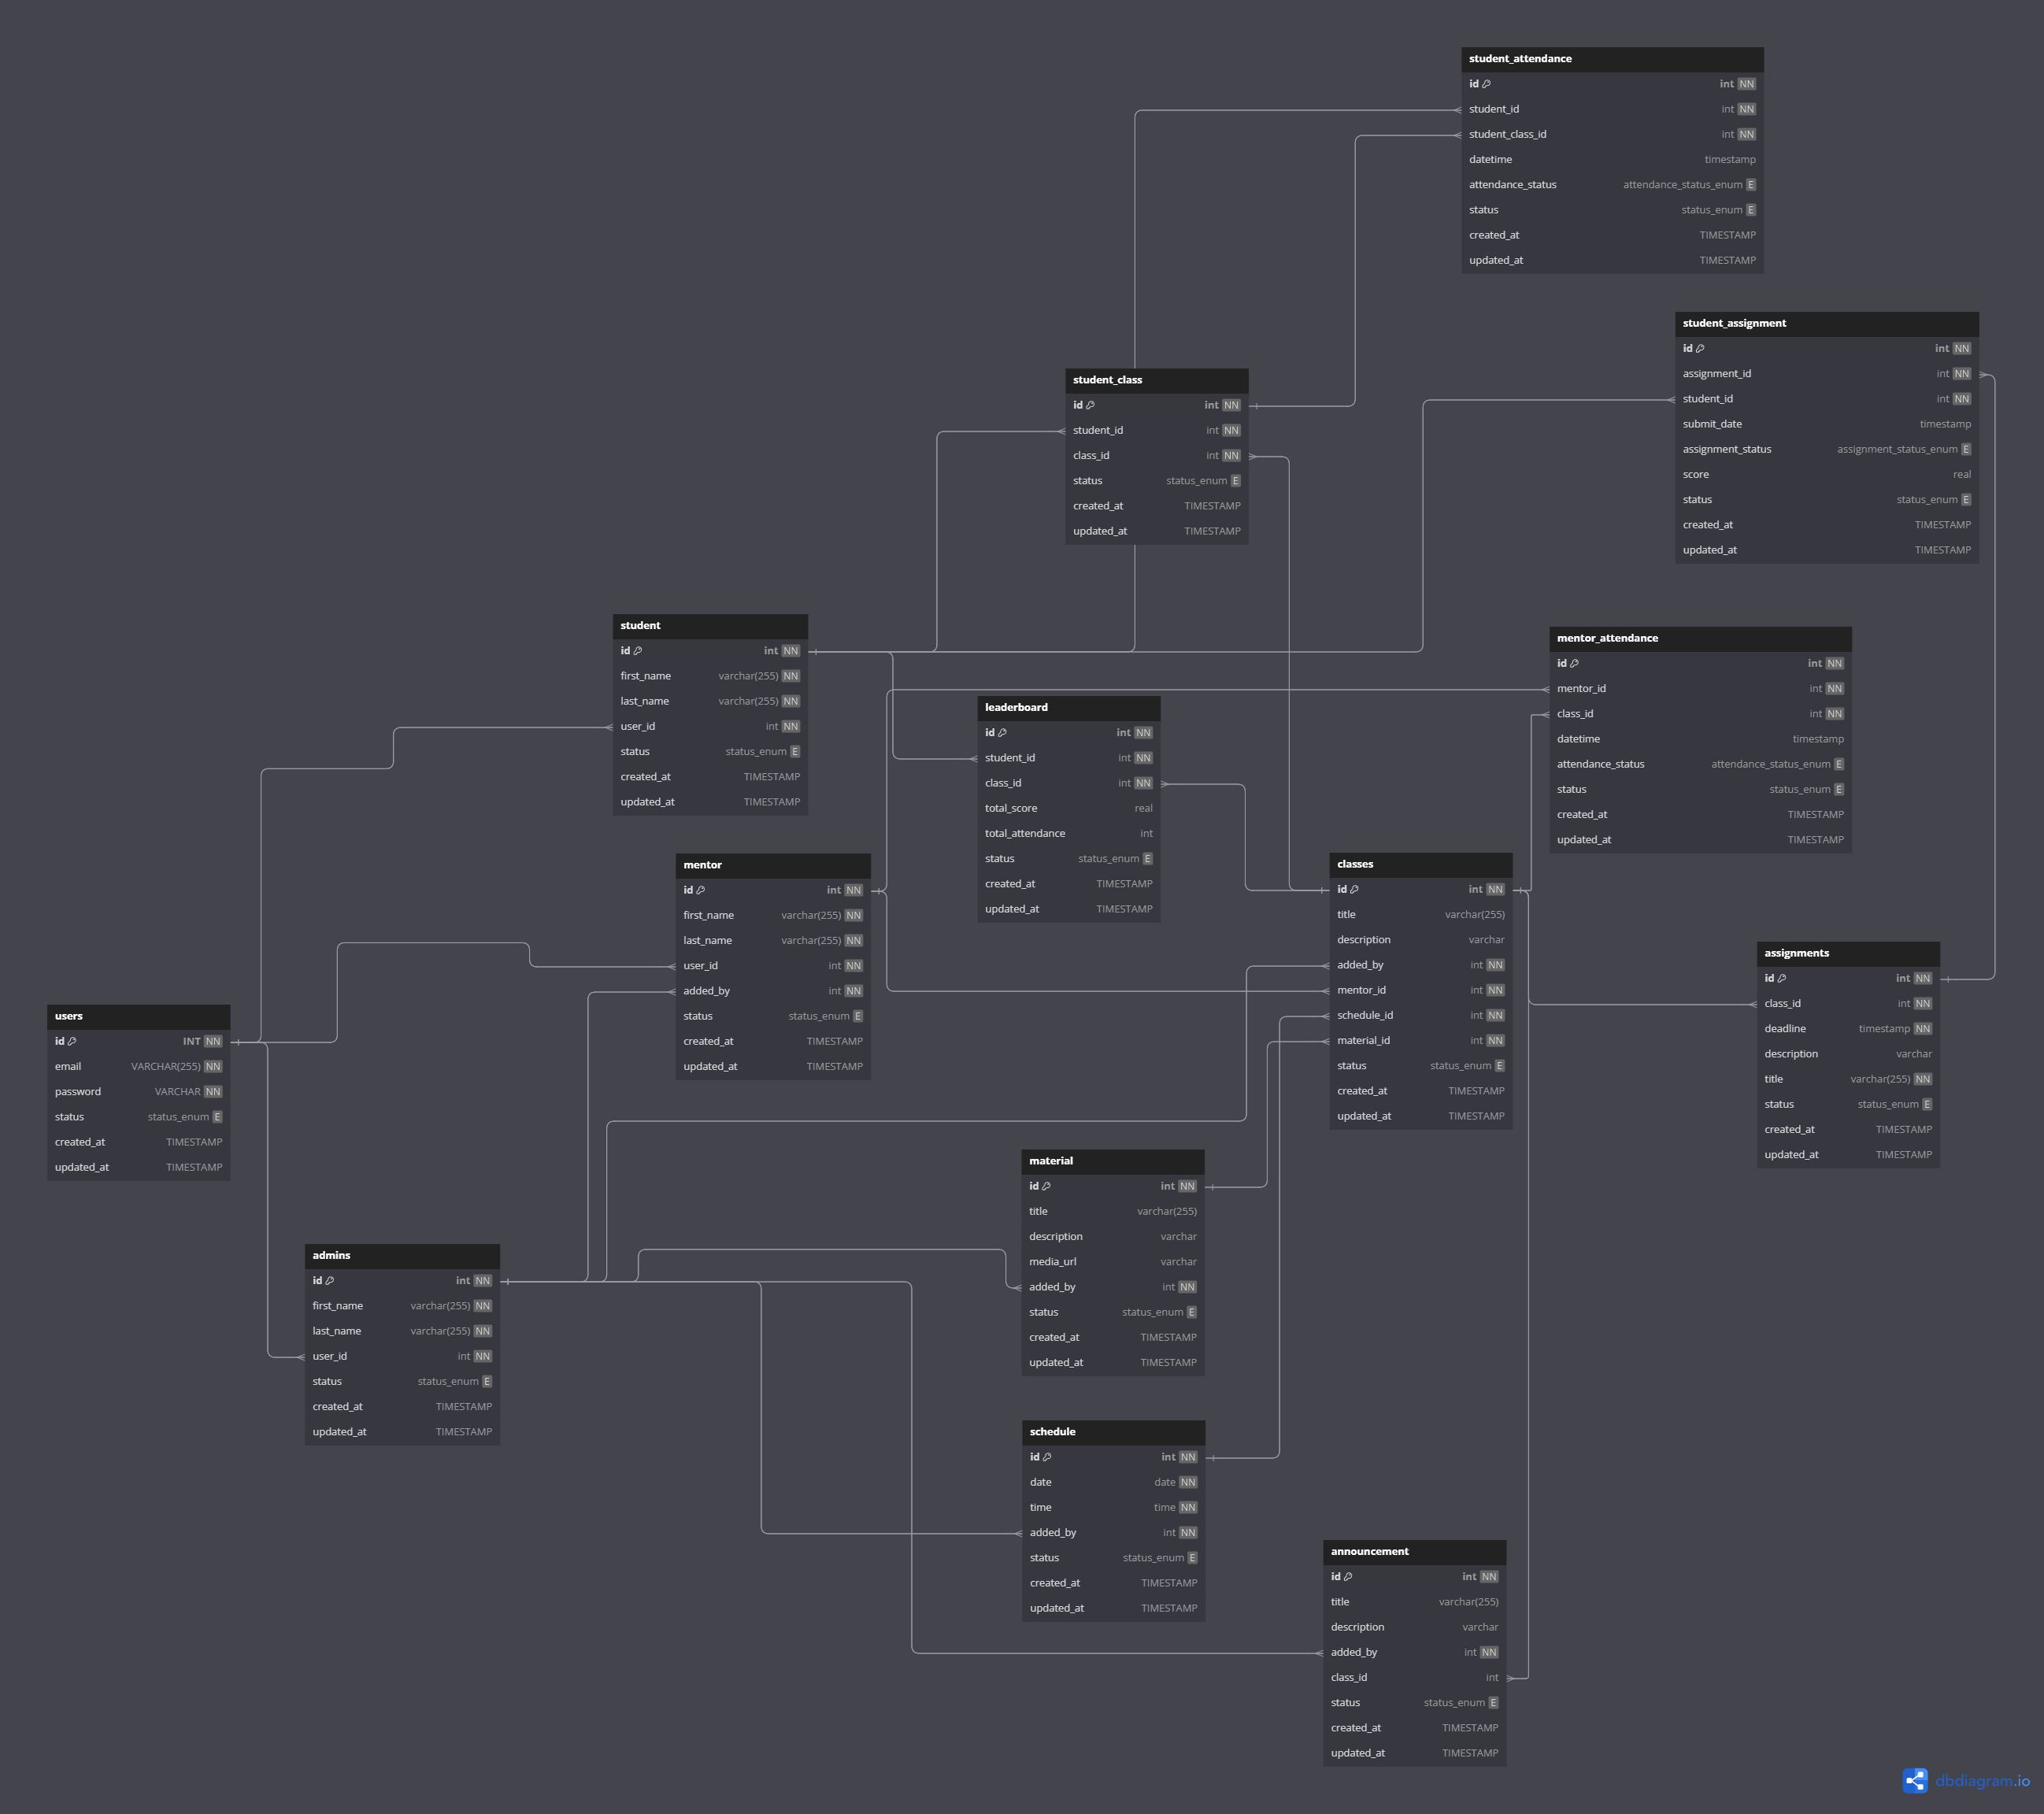 student_attendance
id int NN
student_id int NN
student_class_id int NN
datetime timestamp
attendance_status attendance_status_enum E
status status_enum E
created_at TIMESTAMP
updated_at TIMESTAMP
student_assignment
id int NN
assignment_id int NN
student_id int NN
submit_date timestamp
assignment_status assignment_status_enum E
score real
status status_enum E
created_at TIMESTAMP
updated_at TIMESTAMP
student_class
id int NN
student_id int NN
class_id int NN
status status_enum E
created_at TIMESTAMP
updated_at TIMESTAMP
student
id int NN
first_name varchar(255) NN
last_name varchar(255) NN
user_id int NN
status status_enum E
created_at TIMESTAMP
updated_at TIMESTAMP
mentor_attendance
id int NN
mentor_id int NN
class_id int NN
datetime timestamp
attendance_status attendance_status_enum E
status status_enum E
created_at TIMESTAMP
updated_at TIMESTAMP
leaderboard
id int NN
student_id int NN
class_id int NN
total_score real
total_attendance int
status status_enum E
created_at TIMESTAMP
updated_at TIMESTAMP
mentor
id int NN
first_name varchar(255) NN
last_name varchar(255) NN
user_id int NN
added_by int NN
status status_enum E
created_at TIMESTAMP
updated_at TIMESTAMP
classes
id int NN
title varchar(255)
description varchar
added_by int NN
mentor_id int NN
schedule_id int NN
material_id int NN
status status_enum E
created_at TIMESTAMP
updated_at TIMESTAMP
assignments
id int NN
class_id int NN
deadline timestamp NN
description varchar
title varchar(255) NN
status status_enum E
created_at TIMESTAMP
updated_at TIMESTAMP
users
id INT NN
email VARCHAR(255) NN
password VARCHAR NN
status status_enum E
created_at TIMESTAMP
updated_at TIMESTAMP
material
id int NN
title varchar(255)
description varchar
media_url varchar
added_by int NN
status status_enum E
created_at TIMESTAMP
updated_at TIMESTAMP
admins
id int NN
first_name varchar(255) NN
last_name varchar(255) NN
user_id int NN
status status_enum E
created_at TIMESTAMP
updated_at TIMESTAMP
schedule
id int NN
date date NN
time time NN
added_by int NN
status status_enum E
created_at TIMESTAMP
updated_at TIMESTAMP
announcement
id int NN
title varchar(255)
description varchar
added_by int NN
class_id int
status status_enum E
created_at TIMESTAMP
updated_at TIMESTAMP
dbdiagram.io